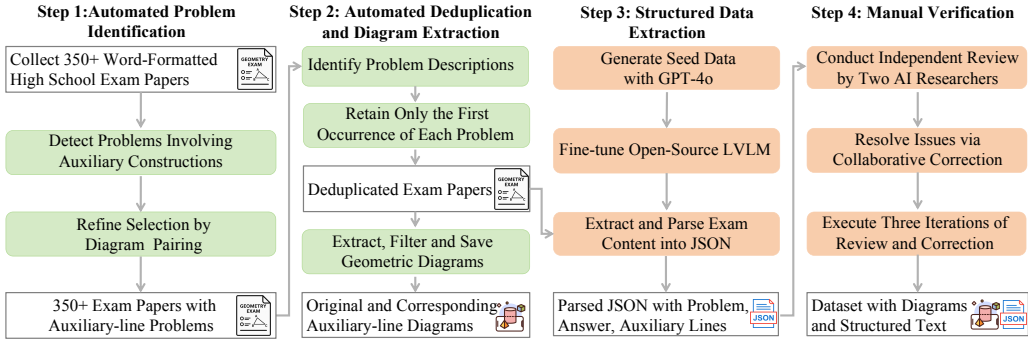 Step 1:Automated Problem
Identification
Collect 350+ Word-Formatted
High School Exam Papers
GEOMETRY
EXAM
Detect Problems Involving
Auxiliary Constructions
Refine Selection by
Diagram Pairing
350+ Exam Papers with
Auxiliary-line Problems
GEOMETRY
EXAM
Step 2: Automated Deduplication
and Diagram Extraction
Identify Problem Descriptions
Retain Only the First
Occurrence of Each Problem
Deduplicated Exam Papers
GEOMETRY
EXAM
Extract, Filter and Save
Geometric Diagrams
Original and Corresponding
Auxiliary-line Diagrams
Step 3: Structured Data
Extraction
Generate Seed Data
with GPT-4o
Fine-tune Open-Source LVLM
Extract and Parse Exam
Content into JSON
Parsed JSON with Problem,
Answer, Auxiliary Lines
JSON
Step 4: Manual Verification
Conduct Independent Review
by Two AI Researchers
Resolve Issues via
Collaborative Correction
Execute Three Iterations of
Review and Correction
Dataset with Diagrams
and Structured Text
JSON